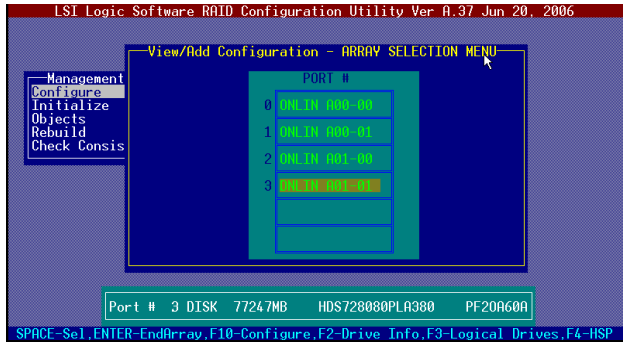 LSI Logic Software RAID Configuration Utility Ver A.37 Jun 20, 2006
View/Add Configuration - ARRAY SELECTION MENU
Management
Configure
Initialize
Objects
Rebuild
Check Consis
PORT #
0 ONLIN A00-00
1 ONLIN A00-01
2 ONLIN A01-00
3 ONLIN A01-01
Port # 3 DISK 77247MB HDS728080PLA380 PF2OA60A
SPACE-Sel,ENTER-EndArray,F10-Configure,F2-Drive Info,F3-Logical Drives,F4-HSP